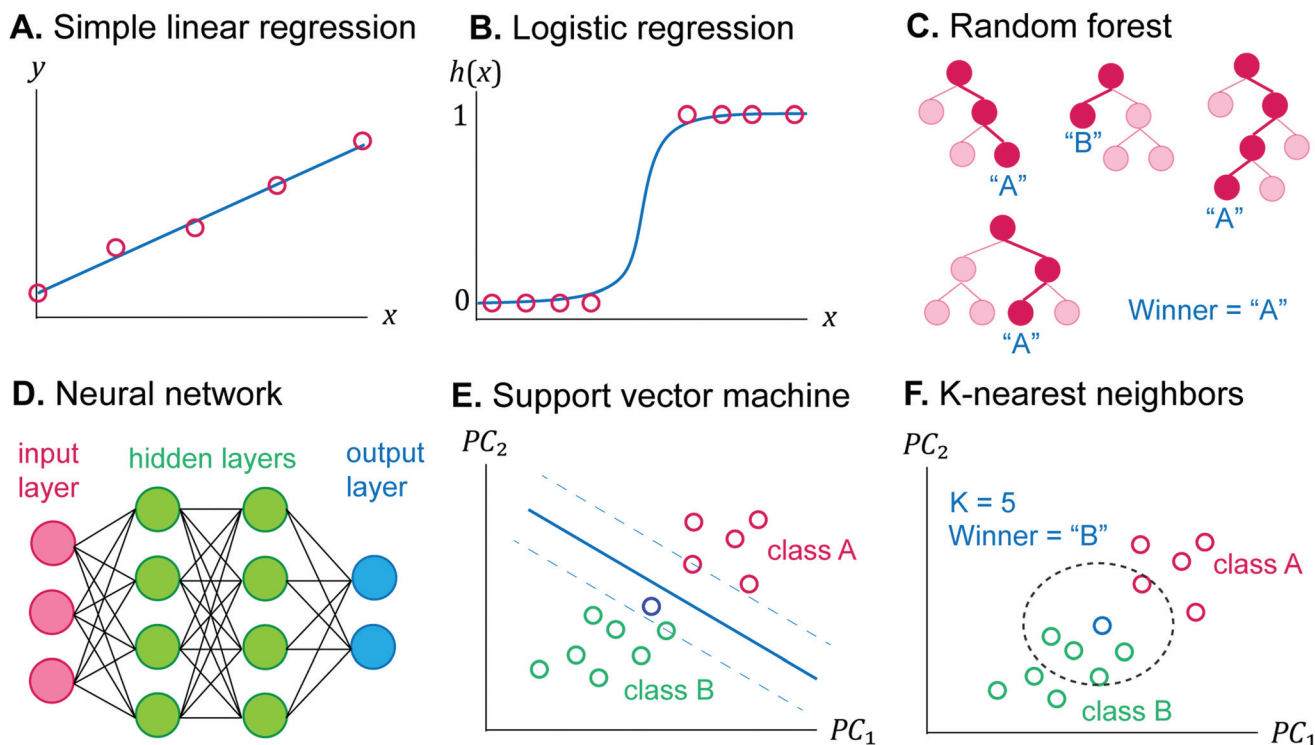 A. Simple linear regression
y
x
B. Logistic regression
h(x)
1
0
x
C. Random forest
“A”
“B”
“A”
“A”
Winner = “A”
D. Neural network
input
layer
hidden layers
output
layer
E. Support vector machine
PC₂
class A
class B
PC₁
F. K-nearest neighbors
PC₂
K = 5
Winner = “B”
class A
class B
PC₁